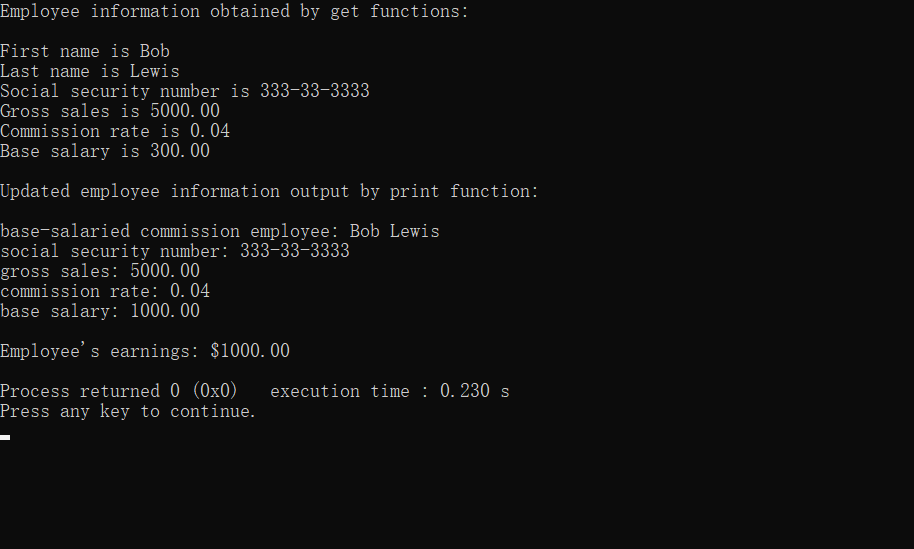 Employee information obtained by get functions:
First name is Bob
Last name is Lewis
Social security number is 333-33-3333
Gross sales is 5000.00
Commission rate is 0.04
Base salary is 300.00
Updated employee information output by print function:
base-salaried commission employee: Bob Lewis
social security number: 333-33-3333
gross sales: 5000.00
commission rate: 0.04
base salary: 1000.00
Employee's earnings: $1000.00
Process returned 0 (0x0)   execution time : 0.230 s
Press any key to continue.